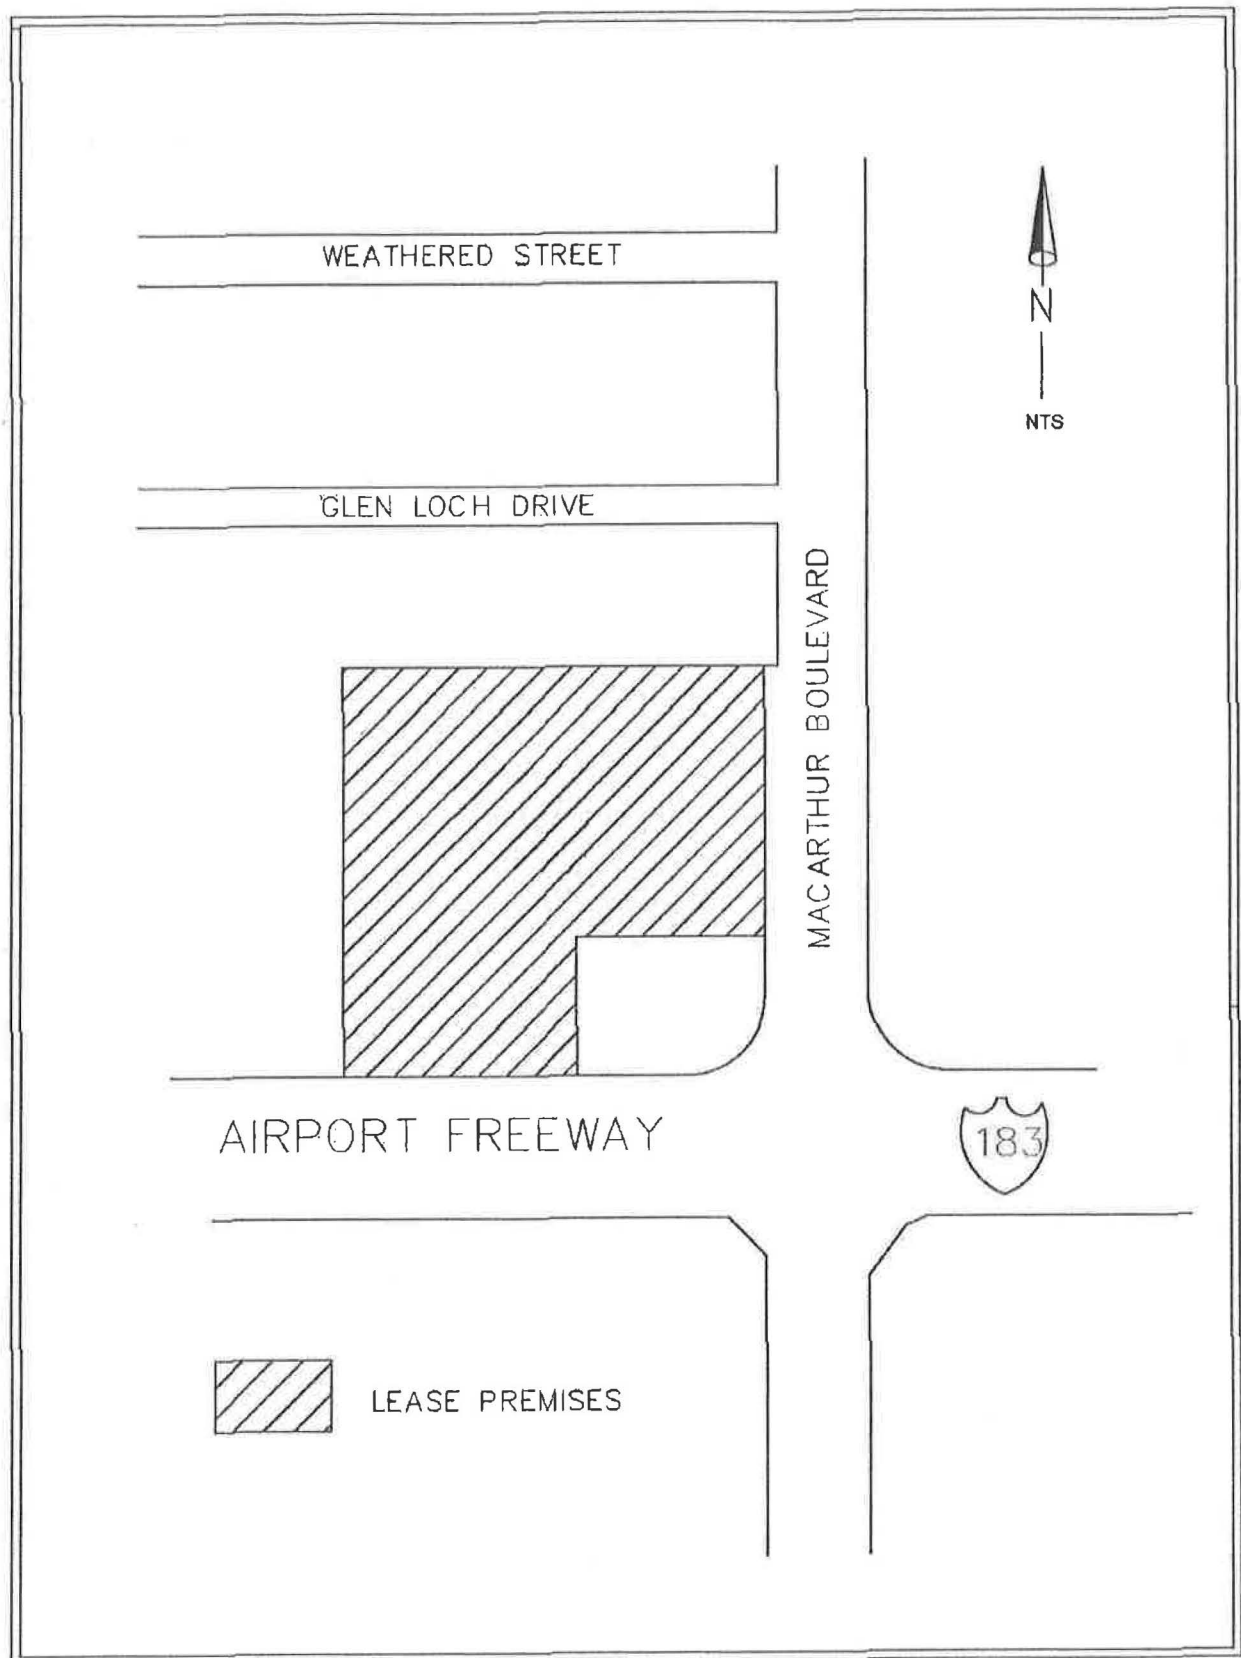 WEATHERED STREET
N
NTS
GLEN LOCH DRIVE
MACARTHUR BOULEVARD
AIRPORT FREEWAY
183
LEASE PREMISES